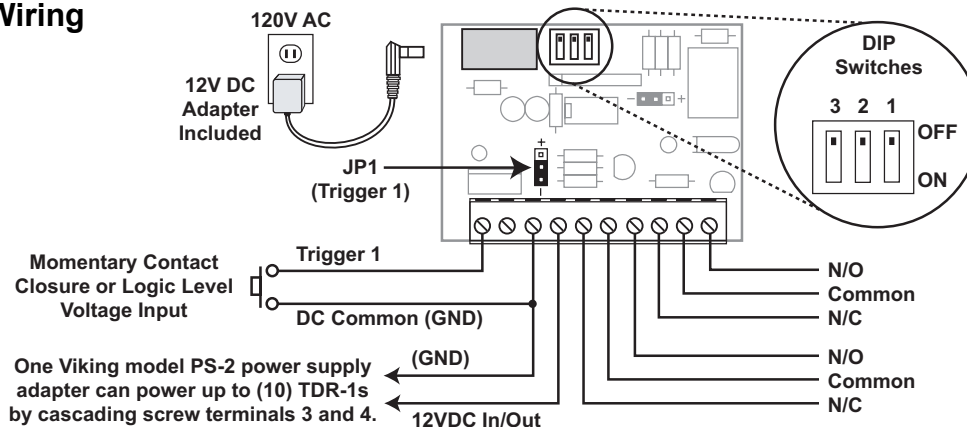 Wiring
120V AC
12V DC
Adapter
Included
JP1
(Trigger 1)
+
−
− +
DIP
Switches
3 2 1
OFF
ON
Momentary Contact
Closure or Logic Level
Voltage Input
Trigger 1
DC Common (GND)
One Viking model PS-2 power supply
adapter can power up to (10) TDR-1s
by cascading screw terminals 3 and 4.
(GND)
12VDC In/Out
N/O
Common
N/C
N/O
Common
N/C